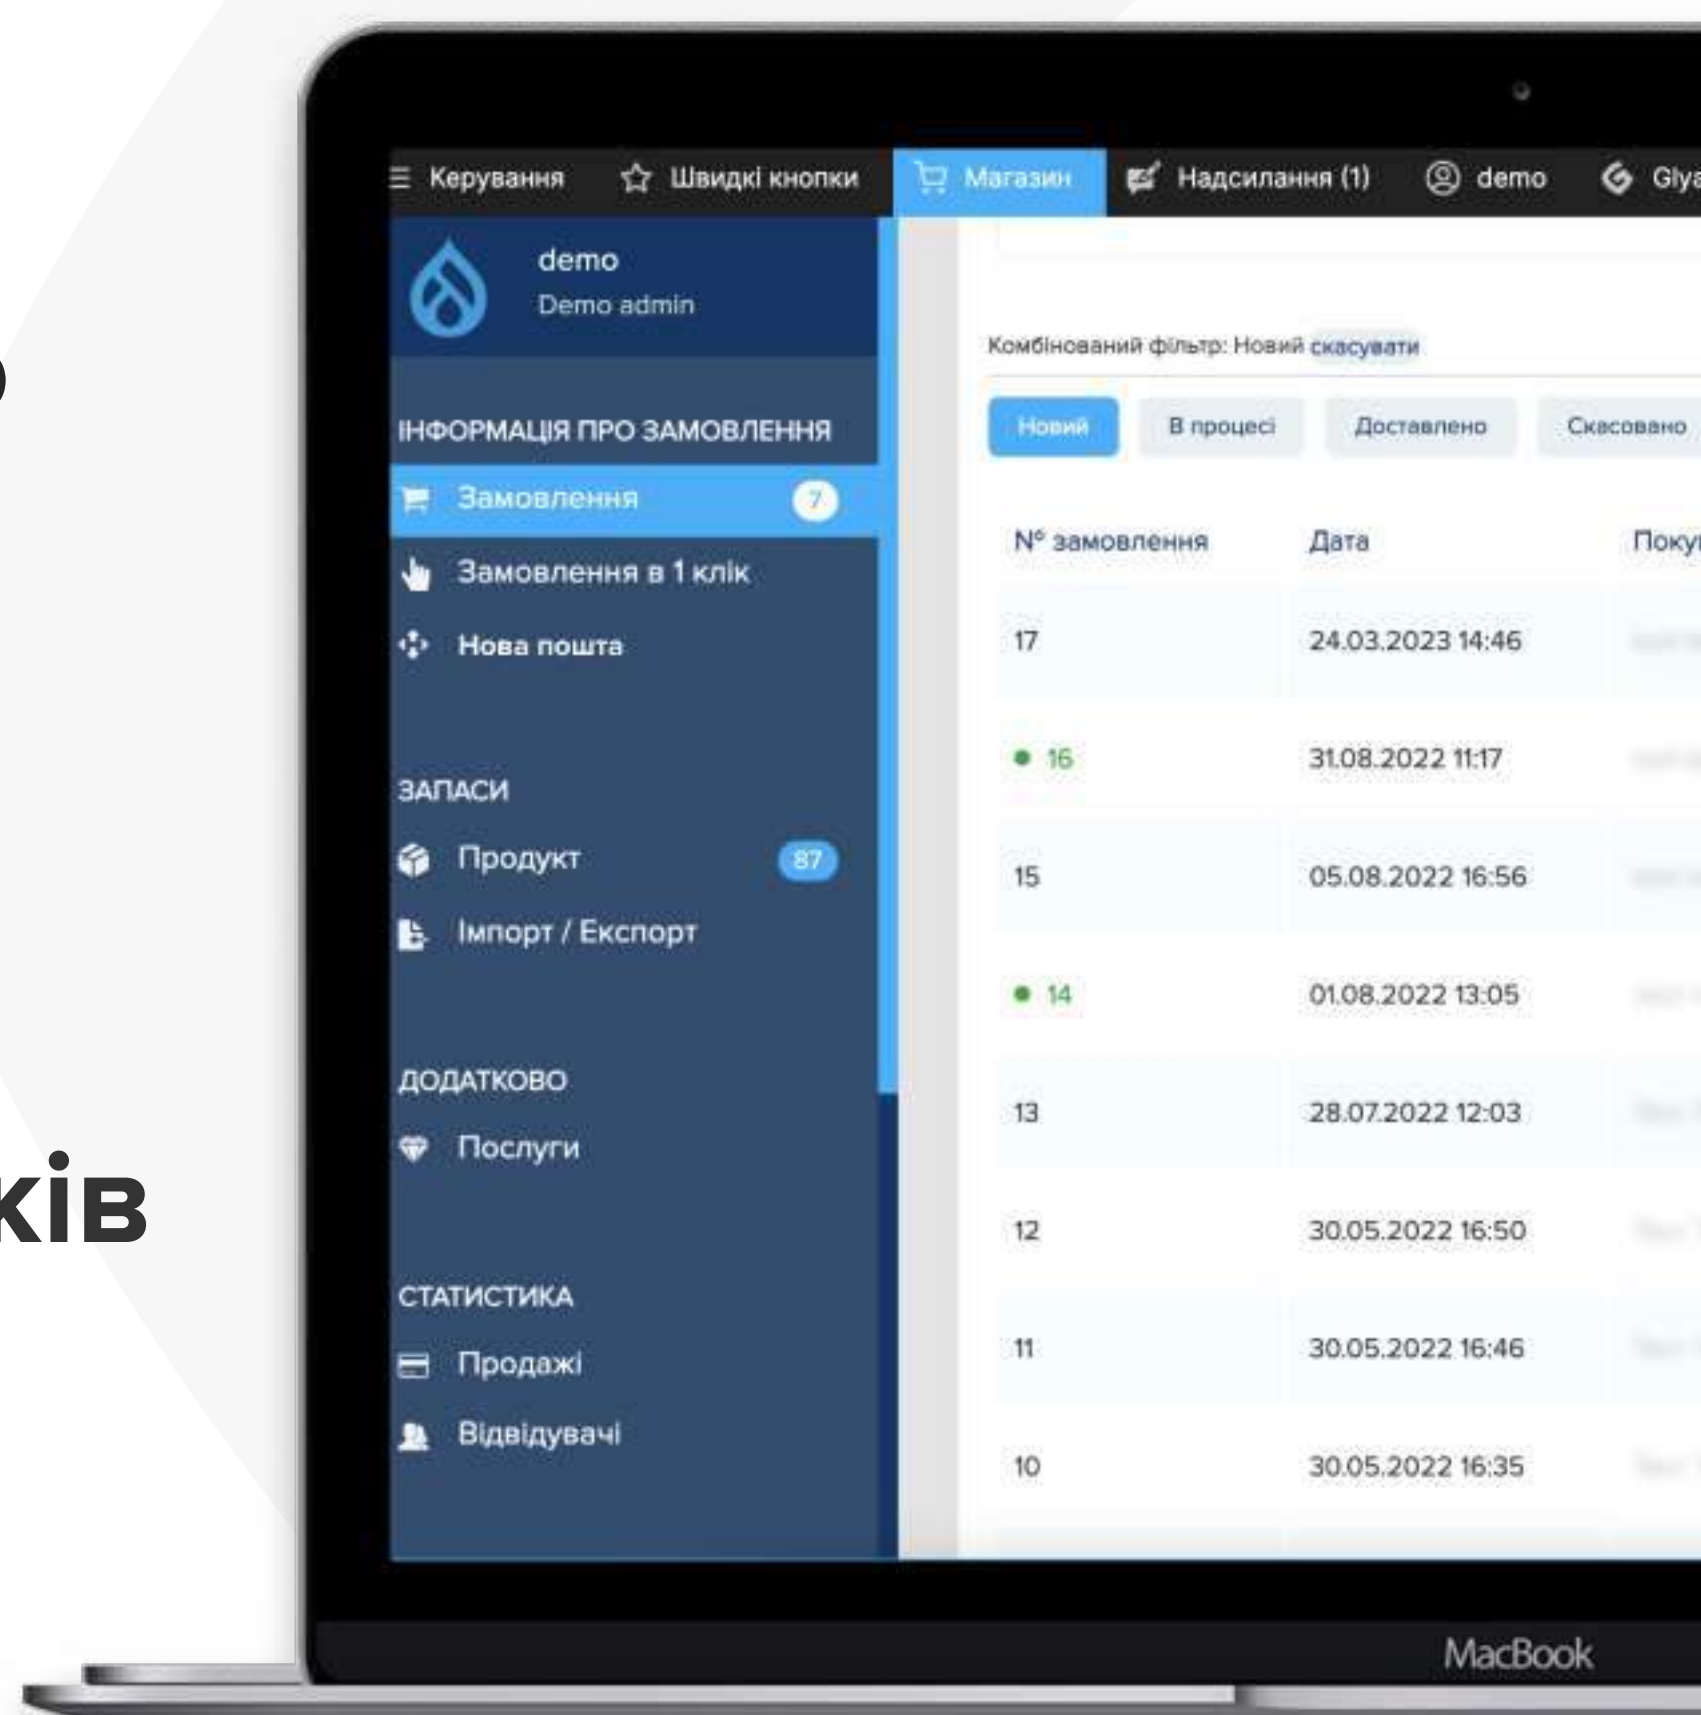 Керування Швидкі кнопки Магазин Надсилання (1) demo Glya
demo
Demo admin
ІНФОРМАЦІЯ ПРО ЗАМОВЛЕННЯ
Замовлення 7
Замовлення в 1 клік
Нова пошта
ЗАПАСИ
Продукт 87
Імпорт / Експорт
ДОДАТКОВО
Послуги
СТАТИСТИКА
Продажі
Відвідувачі
Комбінований фільтр: Новий скасувати
Новий В процесі Доставлено Скасовано
№ замовлення Дата Покуп
17 24.03.2023 14:46
16 31.08.2022 11:17
15 05.08.2022 16:56
14 01.08.2022 13:05
13 28.07.2022 12:03
12 30.05.2022 16:50
11 30.05.2022 16:46
10 30.05.2022 16:35
ків
MacBook